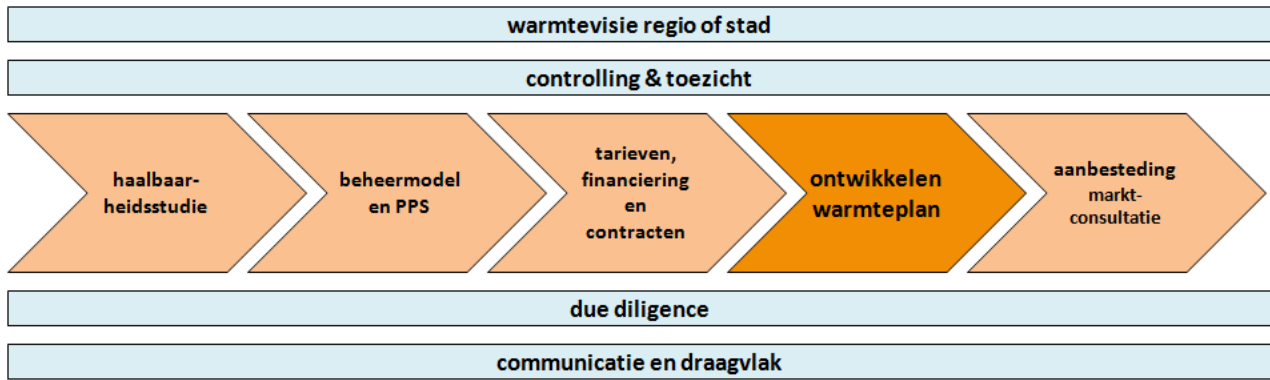 warmtevisie regio of stad
controlling & toezicht
haalbaar-
heidsstudie
beheermodel
en PPS
tarieven,
financiering
en
contracten
ontwikkelen
warmteplan
aanbesteding
markt-
consultatie
due diligence
communicatie en draagvlak